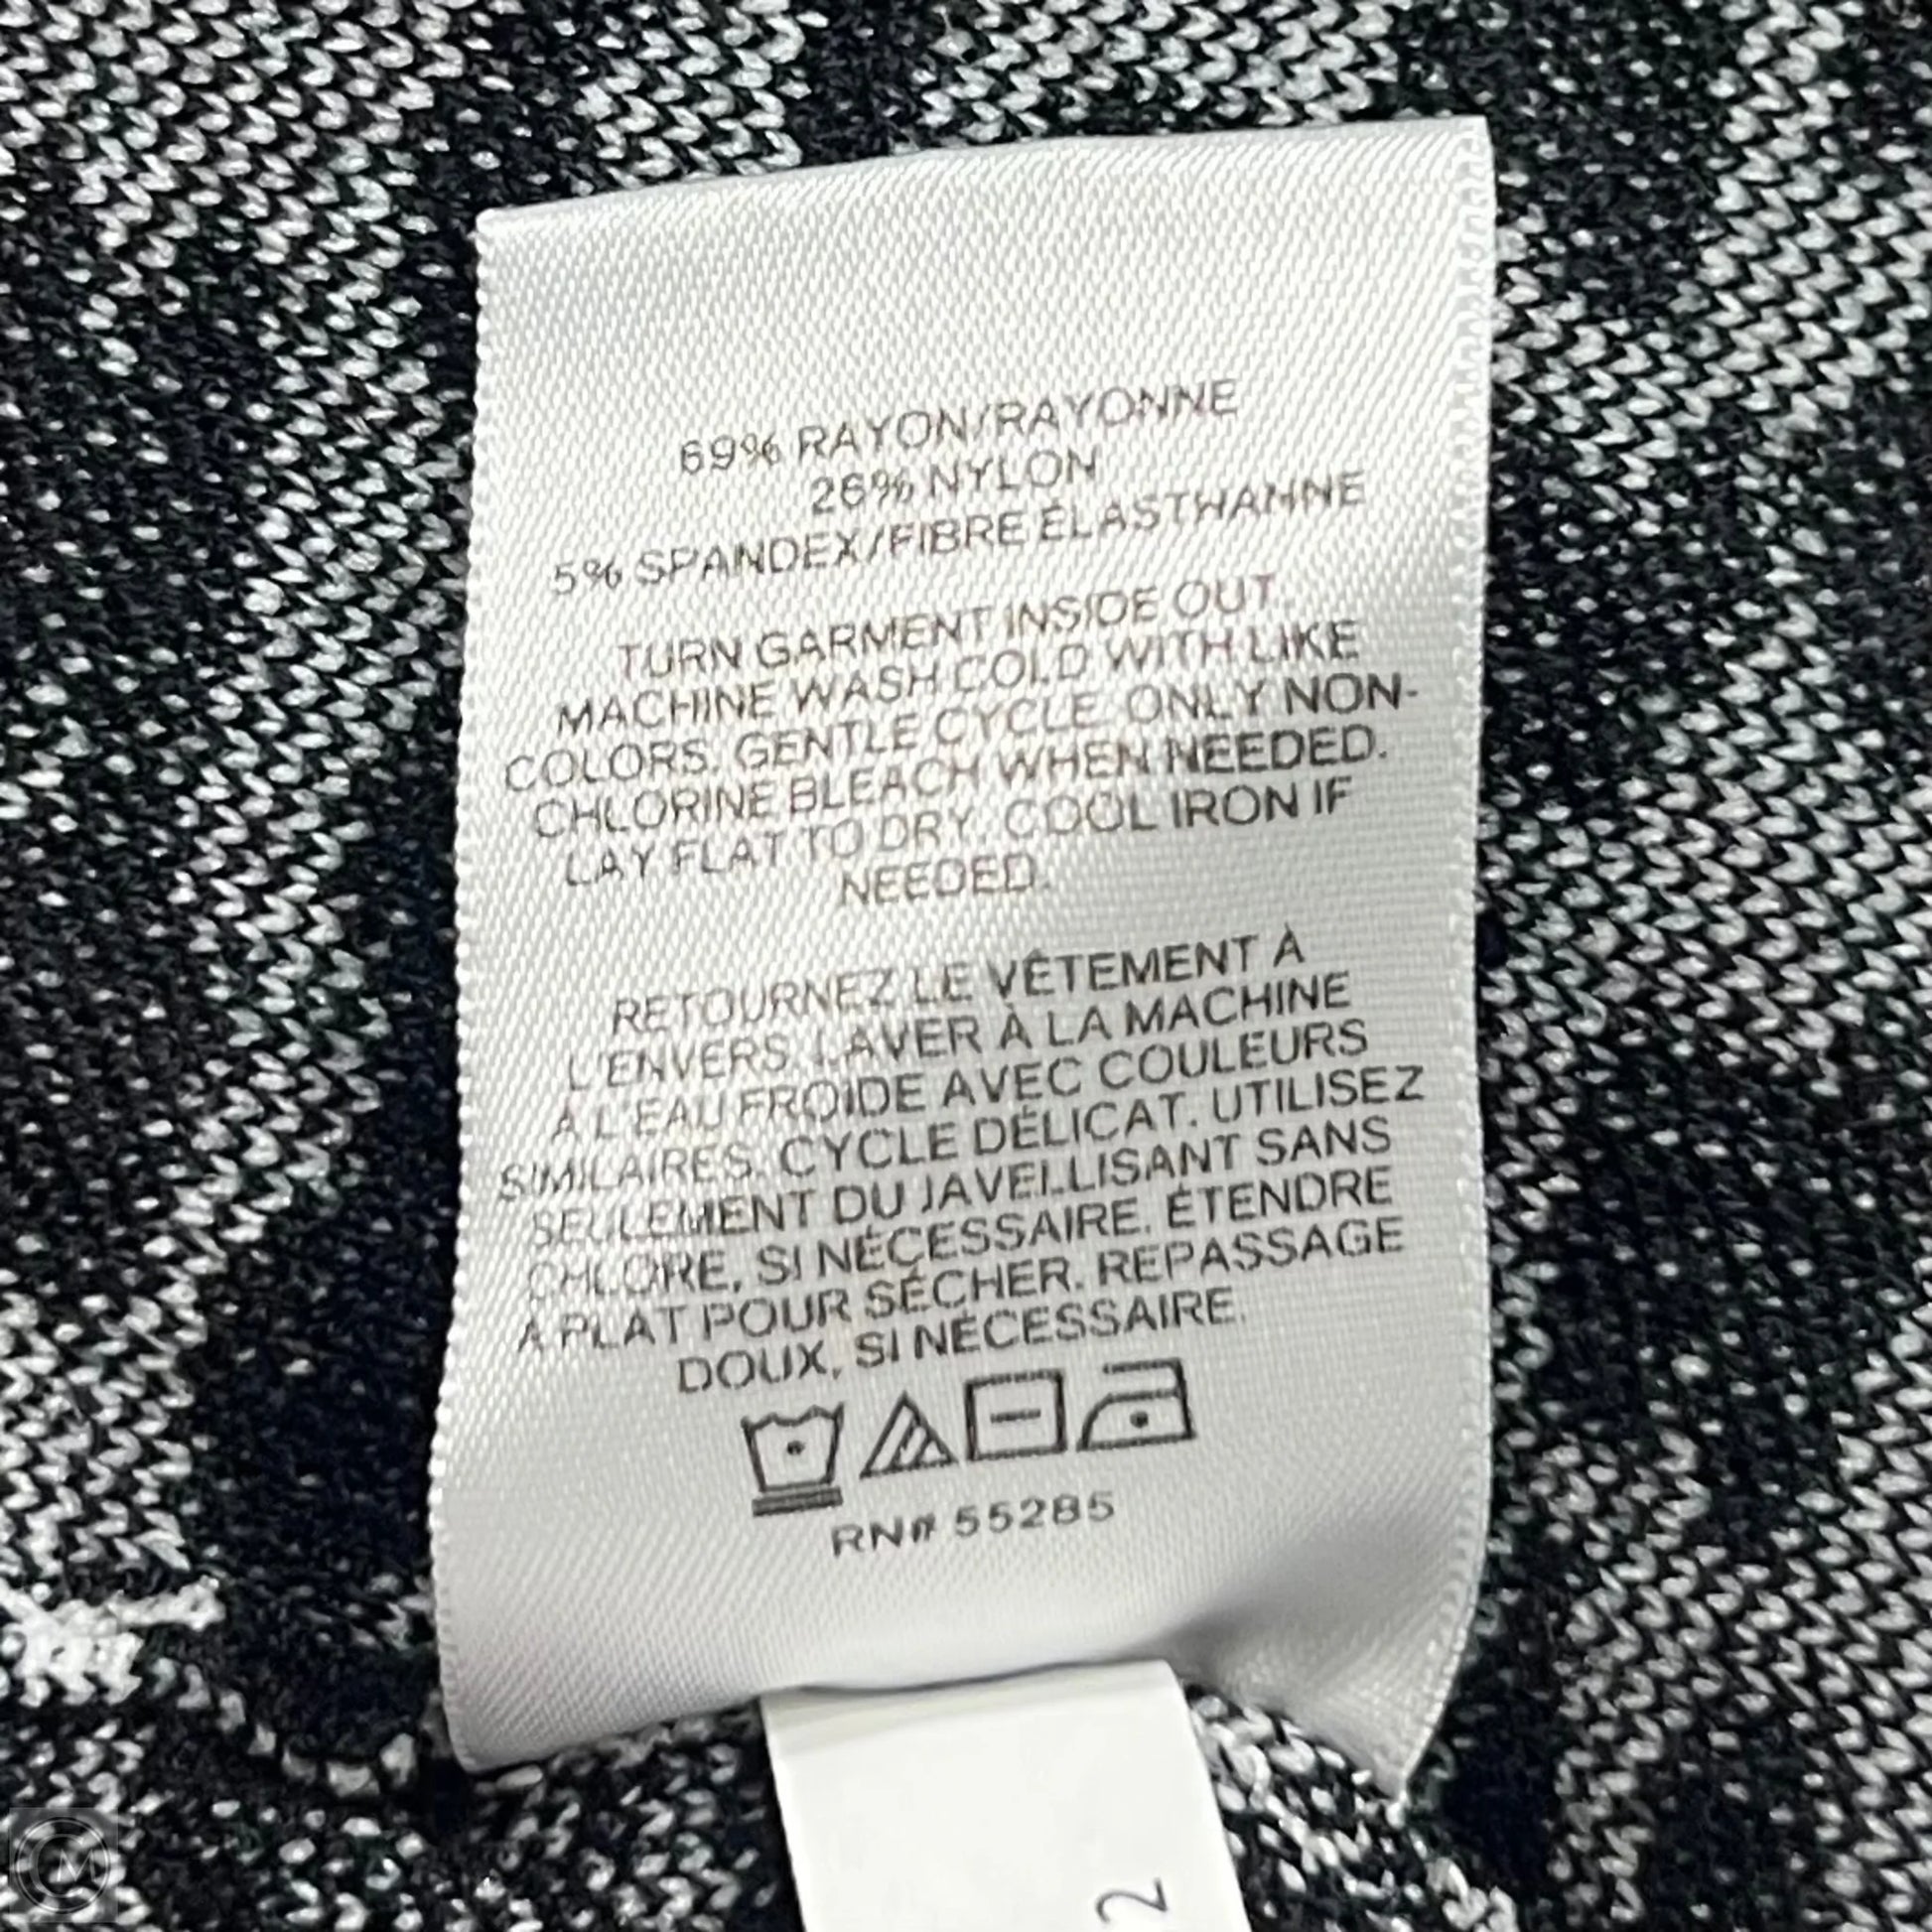 69% RAYON/RAYONNE
26% NYLON
5% SPANDEX/FIBRE ÉLASTHANNE
TURN GARMENT INSIDE OUT.
MACHINE WASH COLD WITH LIKE
COLORS. GENTLE CYCLE. ONLY NON-
CHLORINE BLEACH WHEN NEEDED.
LAY FLAT TO DRY. COOL IRON IF
NEEDED.
RETOURNEZ LE VÊTEMENT À
L'ENVERS. LAVER À LA MACHINE
À L'EAU FROIDE AVEC COULEURS
SIMILAIRES. CYCLE DÉLICAT. UTILISEZ
SEULEMENT DU JAVELLISANT SANS
CHLORE, SI NÉCESSAIRE. ÉTENDRE
À PLAT POUR SÉCHER. REPASSAGE
DOUX, SI NÉCESSAIRE.
RN# 55285
2
CM